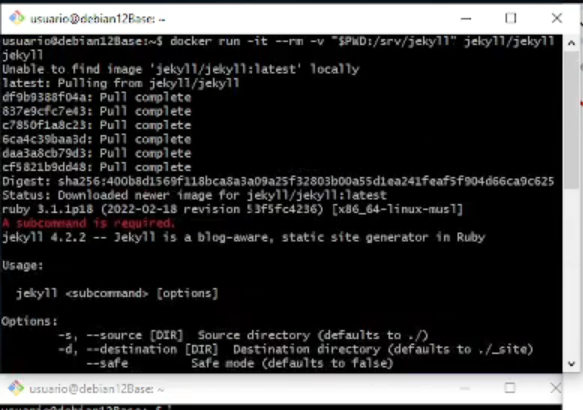 usuario@debian12Base: ~
usuario@debian12Base:~$ docker run -it --rm -v "$PWD:/srv/jekyll" jekyll/jekyll
jekyll
Unable to find image 'jekyll/jekyll:latest' locally
latest: Pulling from jekyll/jekyll
df9b9388f04a: Pull complete
837e9cfc7e43: Pull complete
c7850f1a8c23: Pull complete
6ca4c39baa3d: Pull complete
daa3a8cb79d3: Pull complete
cf5821b9dd48: Pull complete
Digest: sha256:400b8d1569f118bca8a3a09a25f32803b00a55d1ea241feaf5f904d66ca9c625
Status: Downloaded newer image for jekyll/jekyll:latest
ruby 3.1.1p18 (2022-02-18 revision 53f5fc4236) [x86_64-linux-musl]
A subcommand is required.
jekyll 4.2.2 -- Jekyll is a blog-aware, static site generator in Ruby
Usage:
jekyll <subcommand> [options]
Options:
-s, --source [DIR]  Source directory (defaults to ./)
-d, --destination [DIR]  Destination directory (defaults to ./_site)
--safe         Safe mode (defaults to false)
usuario@debian12Base: ~